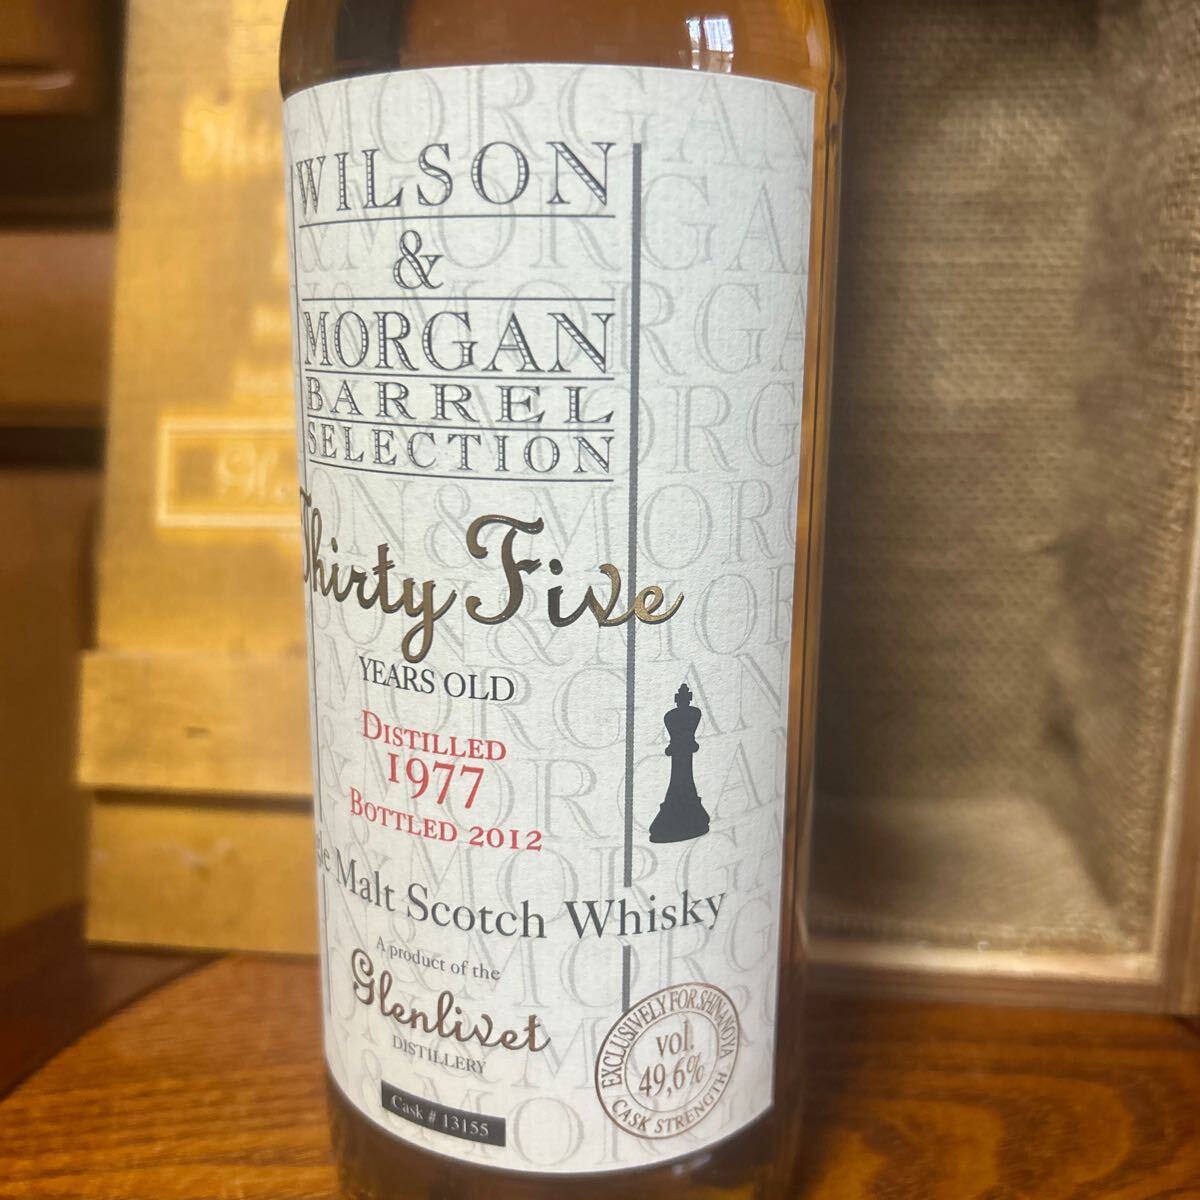 WILSON
&
MORGAN
BARREL
SELECTION
Thirty Five
YEARS OLD
DISTILLED
1977
BOTTLED 2012
Malt Scotch Whisky
A product of the
Glenlivet
DISTILLERY
Cask # 13155
EXCLUSIVELY FOR SHINANOYA
vol.
49,6%
CASK STRENGTH